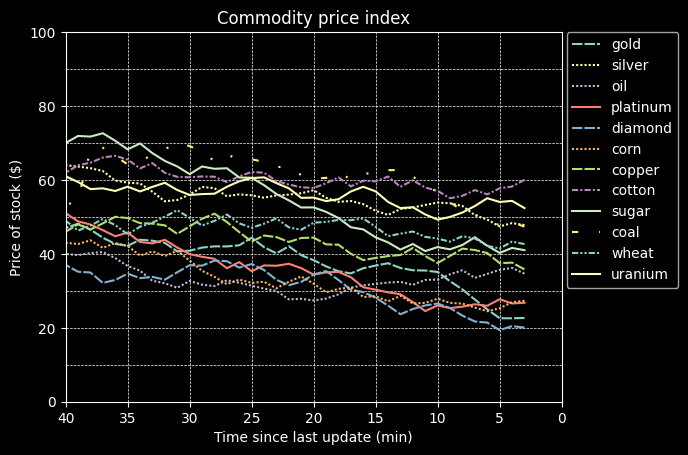 Commodity price index
100
80
60
40
20
0
40 35 30 25 20 15 10 5 0
Price of stock ($)
Time since last update (min)
gold
silver
oil
platinum
diamond
corn
copper
cotton
sugar
coal
wheat
uranium